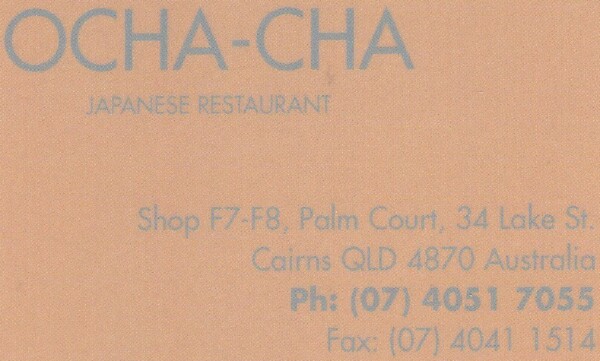 OCHA-CHA
JAPANESE RESTAURANT
Shop F7-F8, Palm Court, 34 Lake St.
Cairns QLD 4870 Australia
Ph: (07) 4051 7055
Fax: (07) 4041 1514